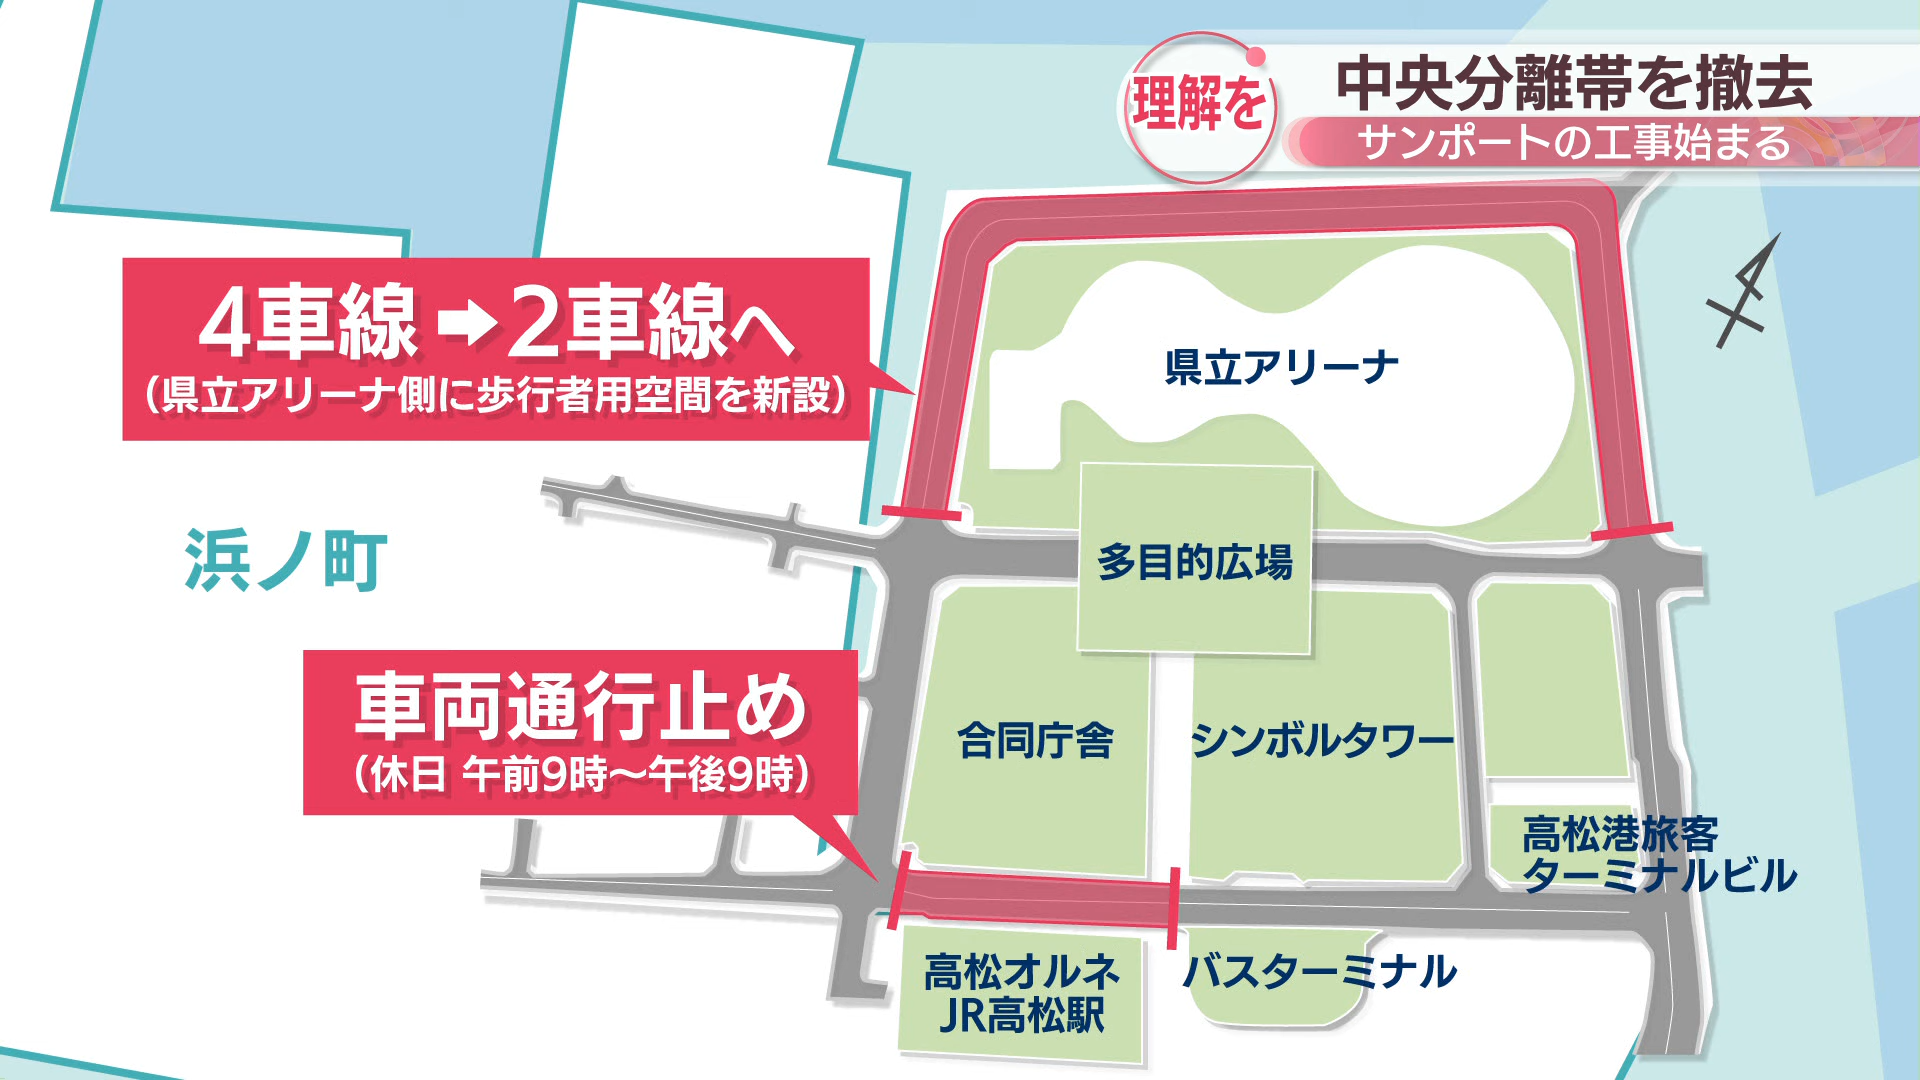 理解を
中央分離帯を撤去
サンポートの工事始まる
4車線➡2車線へ
（県立アリーナ側に歩行者用空間を新設）
県立アリーナ
浜ノ町
多目的広場
車両通行止め
（休日 午前9時～午後9時）
合同庁舎
シンボルタワー
高松港旅客
ターミナルビル
高松オルネ
JR高松駅
バスターミナル